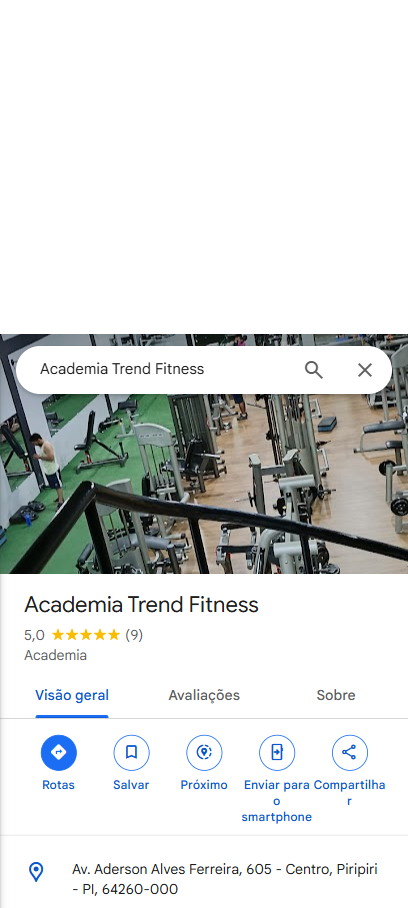 Academia Trend Fitness
Academia Trend Fitness
5,0 ★★★★★ (9)
Academia
Visão geral
Avaliações
Sobre
Rotas
Salvar
Próximo
Enviar para
o
smartphone
Compartilha
r
Av. Aderson Alves Ferreira, 605 - Centro, Piripiri
- PI, 64260-000